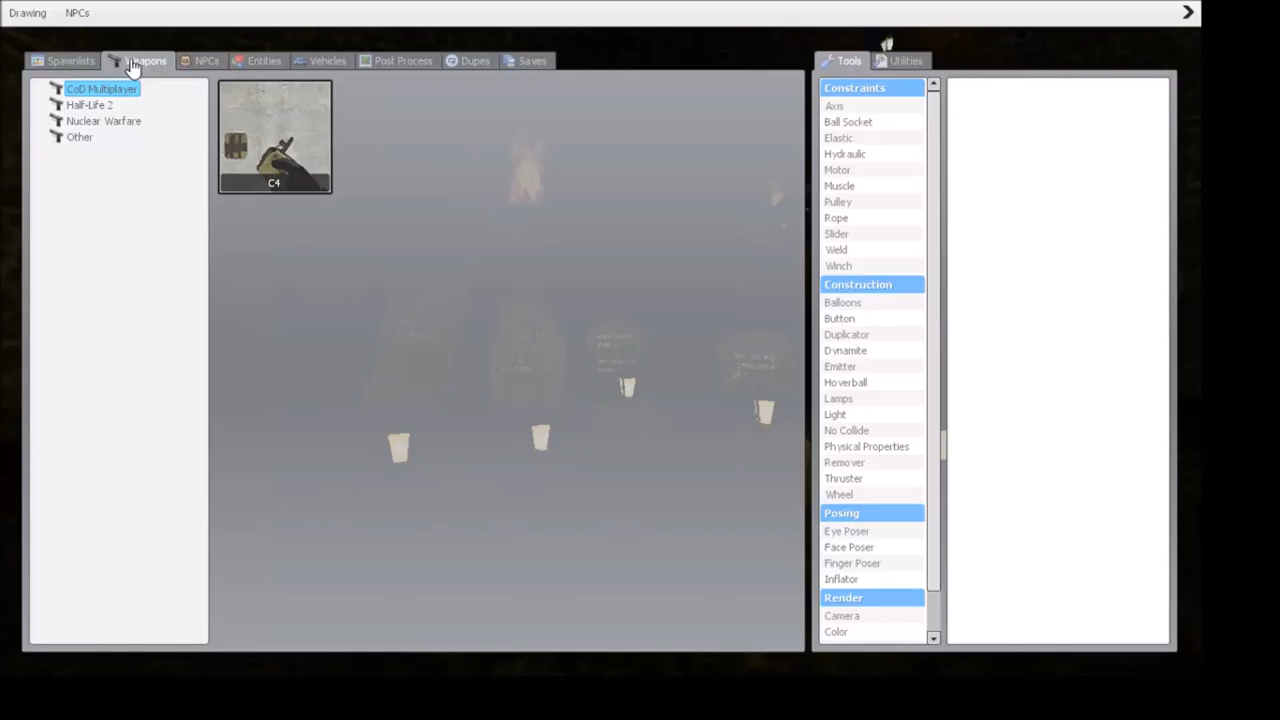 Drawing NPCs
Spawnlists Weapons NPCs Entities Vehicles Post Process Dupes Saves
CoD Multiplayer
Half-Life 2
Nuclear Warfare
Other
C4
Tools Utilities
Constraints
Axis
Ball Socket
Elastic
Hydraulic
Motor
Muscle
Pulley
Rope
Slider
Weld
Winch
Construction
Balloons
Button
Duplicator
Dynamite
Emitter
Hoverball
Lamps
Light
No Collide
Physical Properties
Remover
Thruster
Wheel
Posing
Eye Poser
Face Poser
Finger Poser
Inflator
Render
Camera
Color